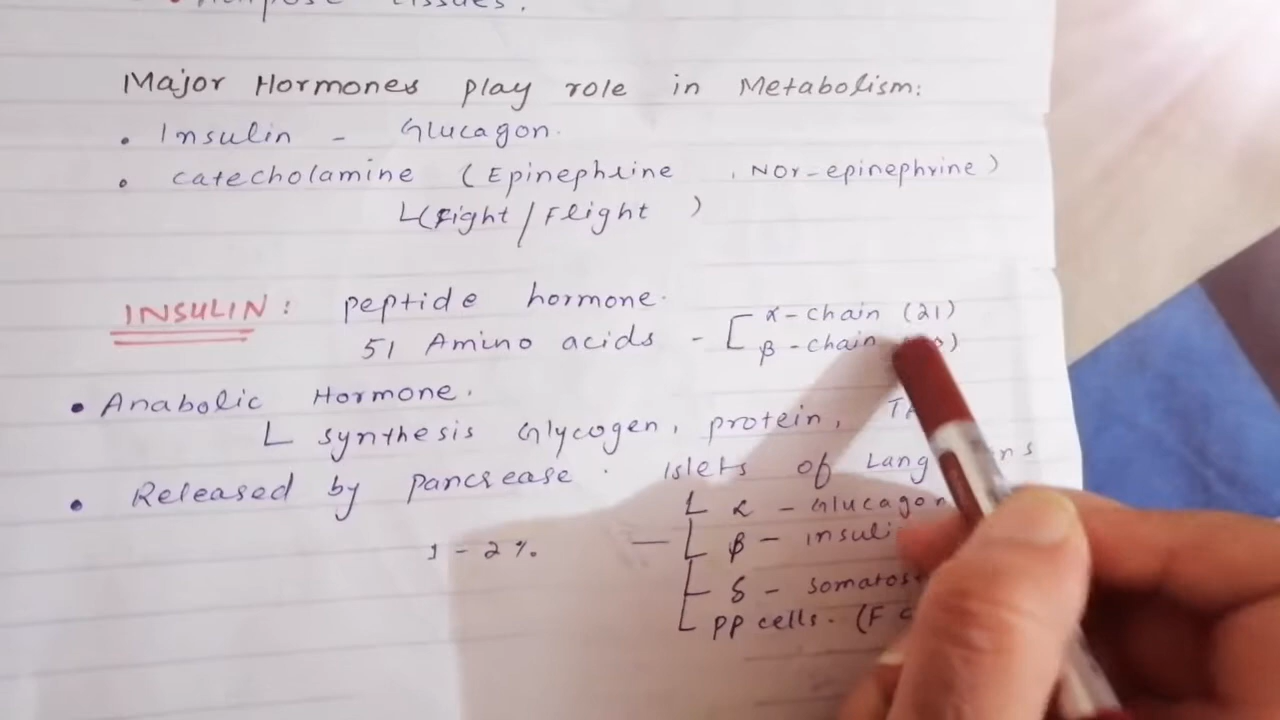 tissues.
Major Hormones play role in Metabolism:
• Insulin - Glucagon.
• Catecholamine (Epinephrine, Nor-epinephrine)
L(Fight/Flight)
INSULIN: peptide hormone.
51 Amino acids - [ α-chain (21)
β-chain
• Anabolic Hormone.
L synthesis Glycogen, protein,
• Released by pancrease. Islets of
L α - Glucagon
1-2% — L β -
L δ -
L PP cells. (F